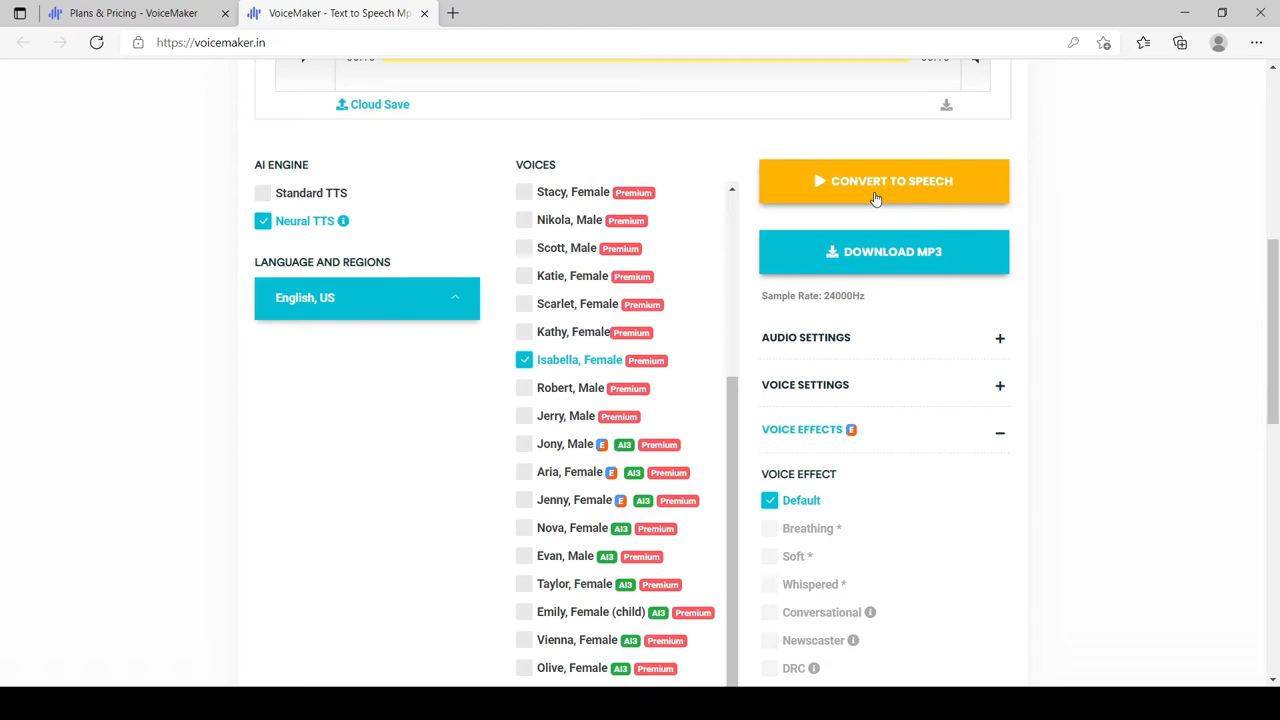 Plans & Pricing - VoiceMaker
VoiceMaker - Text to Speech Mp
https://voicemaker.in
Cloud Save
AI ENGINE
Standard TTS
Neural TTS
LANGUAGE AND REGIONS
English, US
VOICES
Stacy, Female Premium
Nikola, Male Premium
Scott, Male Premium
Katie, Female Premium
Scarlet, Female Premium
Kathy, Female Premium
Isabella, Female Premium
Robert, Male Premium
Jerry, Male Premium
Jony, Male E AI3 Premium
Aria, Female E AI3 Premium
Jenny, Female E AI3 Premium
Nova, Female AI3 Premium
Evan, Male AI3 Premium
Taylor, Female AI3 Premium
Emily, Female (child) AI3 Premium
Vienna, Female AI3 Premium
Olive, Female AI3 Premium
CONVERT TO SPEECH
DOWNLOAD MP3
Sample Rate: 24000Hz
AUDIO SETTINGS +
VOICE SETTINGS +
VOICE EFFECTS E −
VOICE EFFECT
Default
Breathing *
Soft *
Whispered *
Conversational
Newscaster
DRC